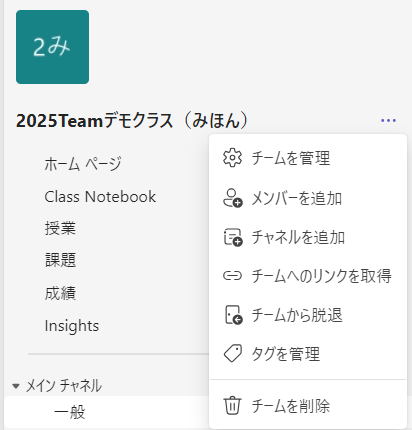 2み
2025Teamデモクラス（みほん）
ホーム ページ
Class Notebook
授業
課題
成績
Insights
メイン チャネル
一般
チームを管理
メンバーを追加
チャネルを追加
チームへのリンクを取得
チームから脱退
タグを管理
チームを削除